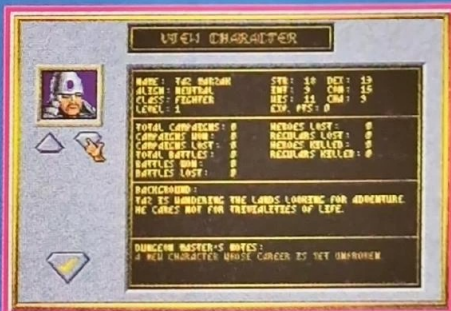 VIEW CHARACTER
NAME: TAZ MARZAK STR: 18 DEX: 13
ALIGN: NEUTRAL INT: 9 CON: 15
CLASS: FIGHTER WIS: 11 CHA: 9
LEVEL: 1 EXP. PTS: 0
TOTAL CAMPAIGNS: 0 HEROES LOST: 0
CAMPAIGNS WON: 0 REGULARS LOST: 0
CAMPAIGNS LOST: 0 HEROES KILLED: 0
TOTAL BATTLES: 0 REGULARS KILLED: 0
BATTLES WON: 0
BATTLES LOST: 0
BACKGROUND:
TAZ IS WANDERING THE LANDS LOOKING FOR ADVENTURE
HE CARES NOT FOR TRIVIALITIES OF LIFE.
DUNGEON MASTER'S NOTES:
A NEW CHARACTER WHOSE CAREER IS YET UNPROVEN